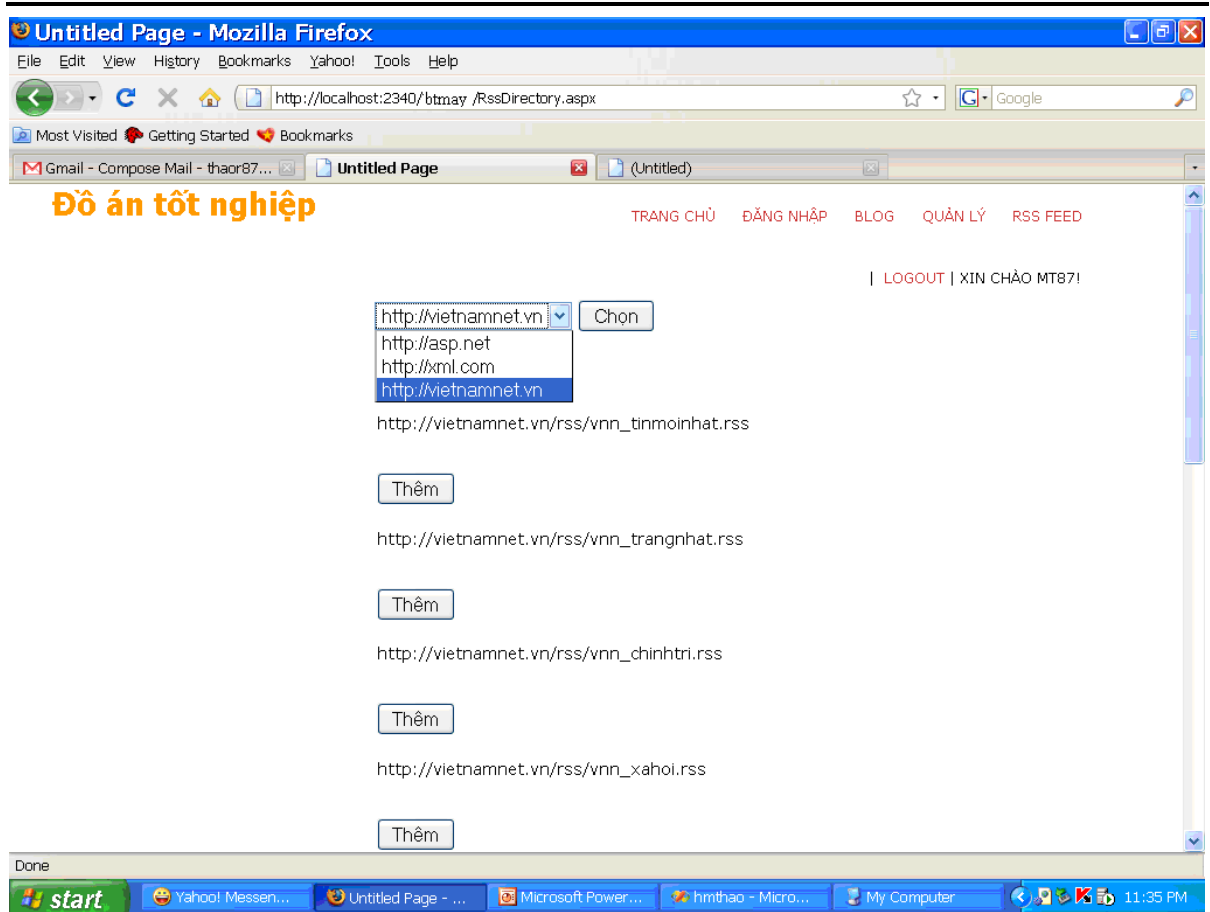 Untitled Page - Mozilla Firefox
File Edit View History Bookmarks Yahoo! Tools Help
http://localhost:2340/btmay /RssDirectory.aspx
G Google
Most Visited Getting Started Bookmarks
Gmail - Compose Mail - thaor87... Untitled Page (Untitled)
Đồ án tốt nghiệp
TRANG CHỦ ĐĂNG NHẬP BLOG QUẢN LÝ RSS FEED
| LOGOUT | XIN CHÀO MT87!
http://vietnamnet.vn Chọn
http://asp.net
http://xml.com
http://vietnamnet.vn
http://vietnamnet.vn/rss/vnn_tinmoinhat.rss
Thêm
http://vietnamnet.vn/rss/vnn_trangnhat.rss
Thêm
http://vietnamnet.vn/rss/vnn_chinhtri.rss
Thêm
http://vietnamnet.vn/rss/vnn_xahoi.rss
Thêm
Done
start Yahoo! Messen... Untitled Page - ... Microsoft Power... hmthao - Micro... My Computer 11:35 PM